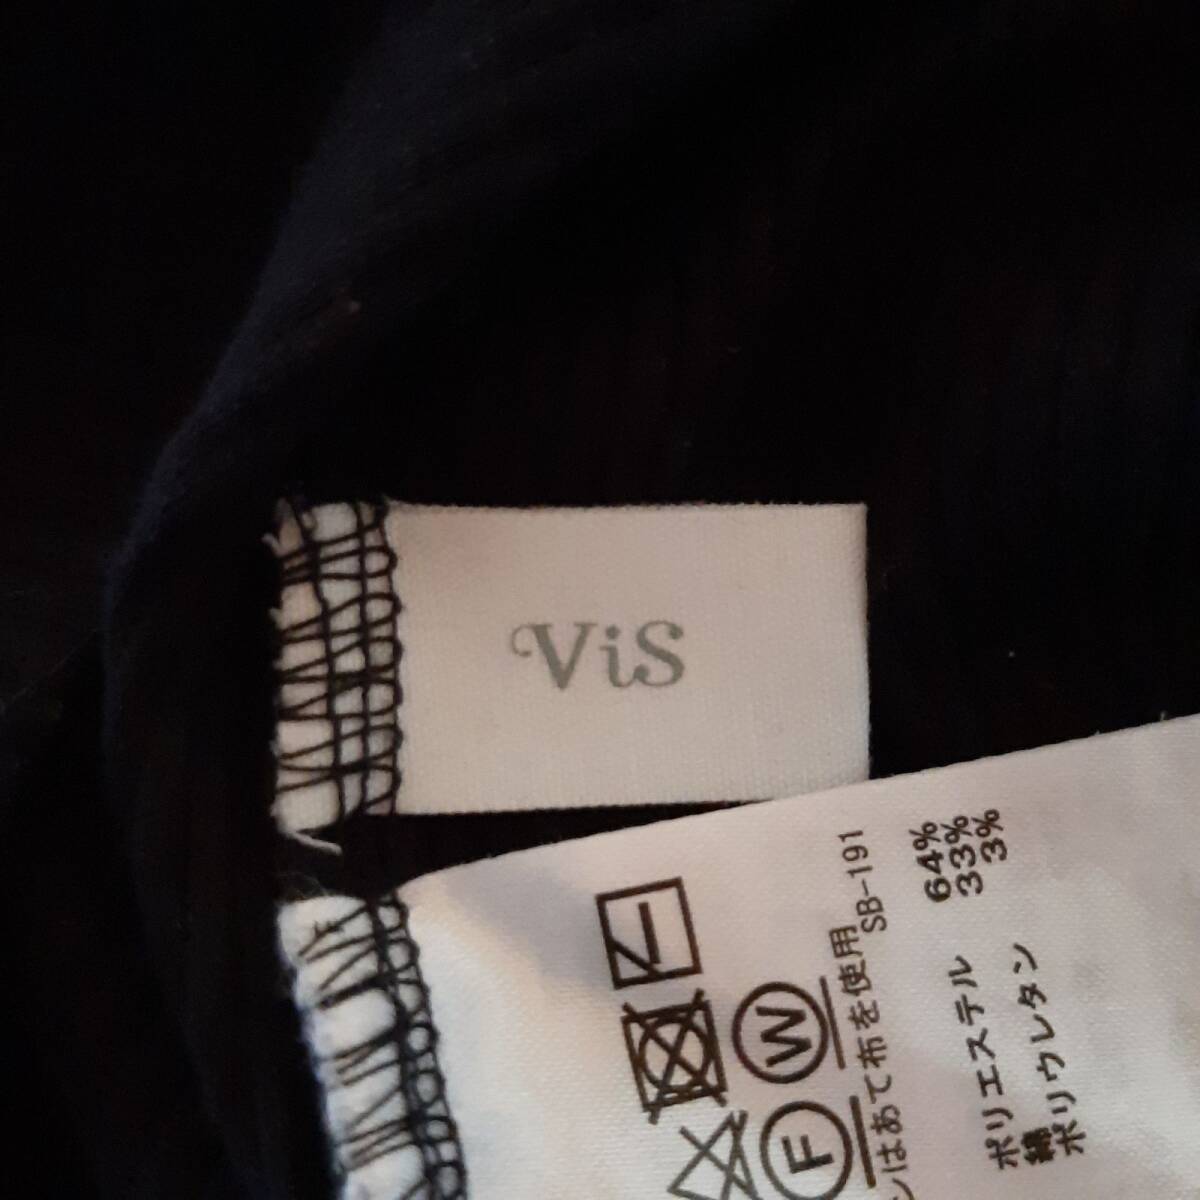 ViS
F W
ンはあて布を使用
SB-191
ポリエステル 64%
綿 33%
ポリウレタン 3%